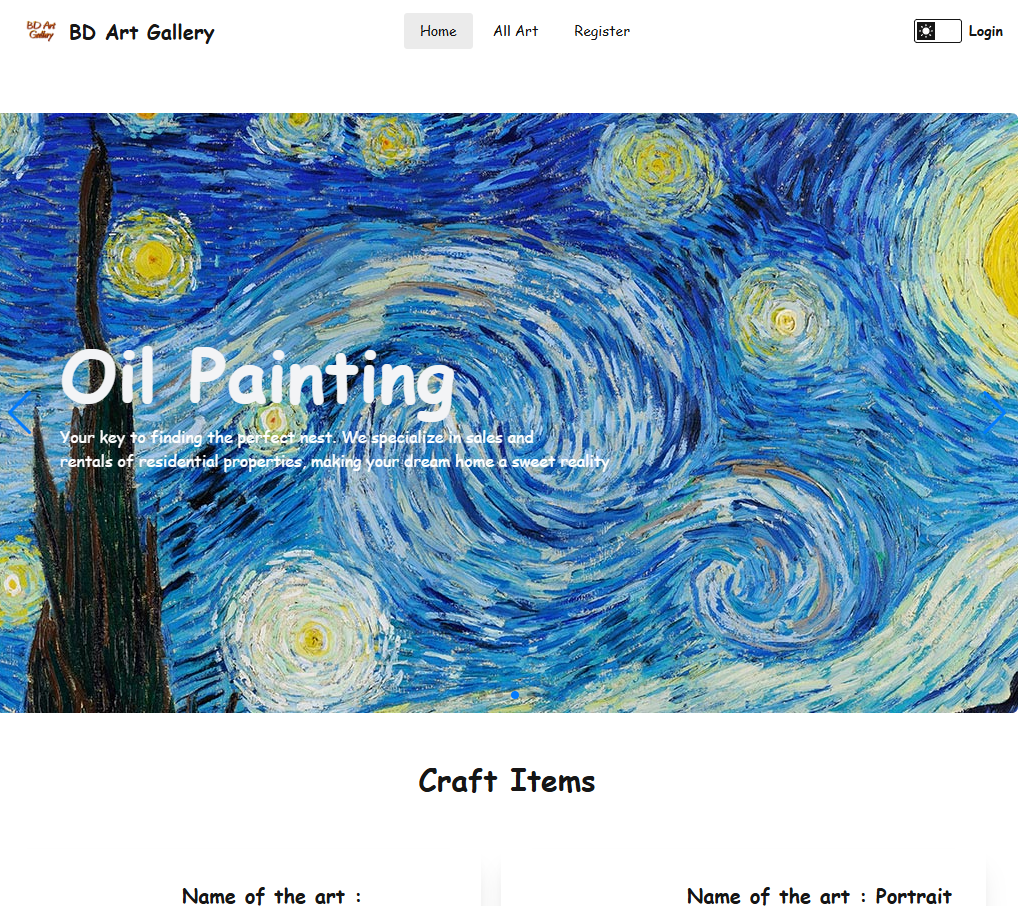 BD Art
Gallery
BD Art Gallery
Home
All Art
Register
Login
Oil Painting
Your key to finding the perfect nest. We specialize in sales and
rentals of residential properties, making your dream home a sweet reality
Craft Items
Name of the art :
Name of the art : Portrait